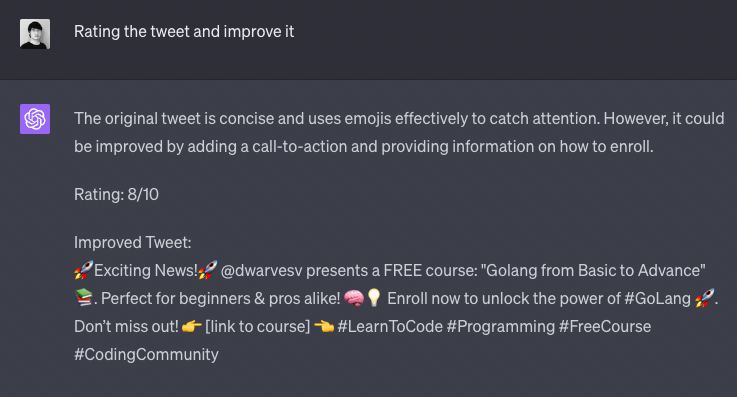 Rating the tweet and improve it
The original tweet is concise and uses emojis effectively to catch attention. However, it could
be improved by adding a call-to-action and providing information on how to enroll.
Rating: 8/10
Improved Tweet:
🚀Exciting News!🚀 @dwarvesv presents a FREE course: "Golang from Basic to Advance"
📚. Perfect for beginners & pros alike! 🧠💡 Enroll now to unlock the power of #GoLang 🚀.
Don’t miss out! 👉 [link to course] 👈 #LearnToCode #Programming #FreeCourse
#CodingCommunity